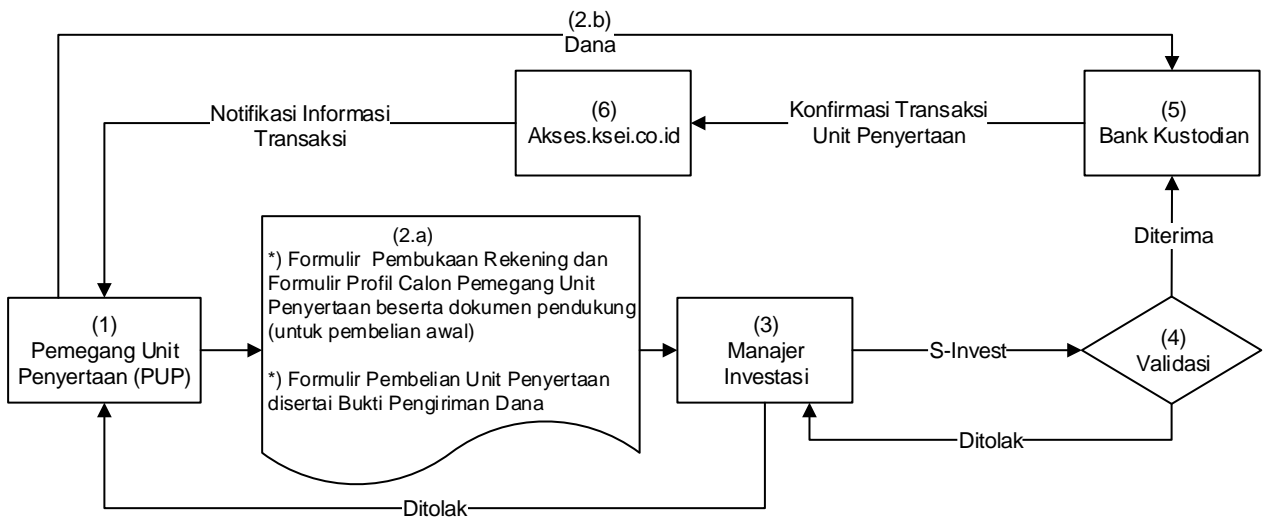 (2.b)
Dana
(6)
Akses.ksei.co.id
Notifikasi Informasi
Transaksi
Konfirmasi Transaksi
Unit Penyertaan
(5)
Bank Kustodian
Diterima
(1)
Pemegang Unit
Penyertaan (PUP)
(2.a)
*) Formulir Pembukaan Rekening dan
Formulir Profil Calon Pemegang Unit
Penyertaan beserta dokumen pendukung
(untuk pembelian awal)
*) Formulir Pembelian Unit Penyertaan
disertai Bukti Pengiriman Dana
(3)
Manajer
Investasi
S-Invest
(4)
Validasi
Ditolak
Ditolak